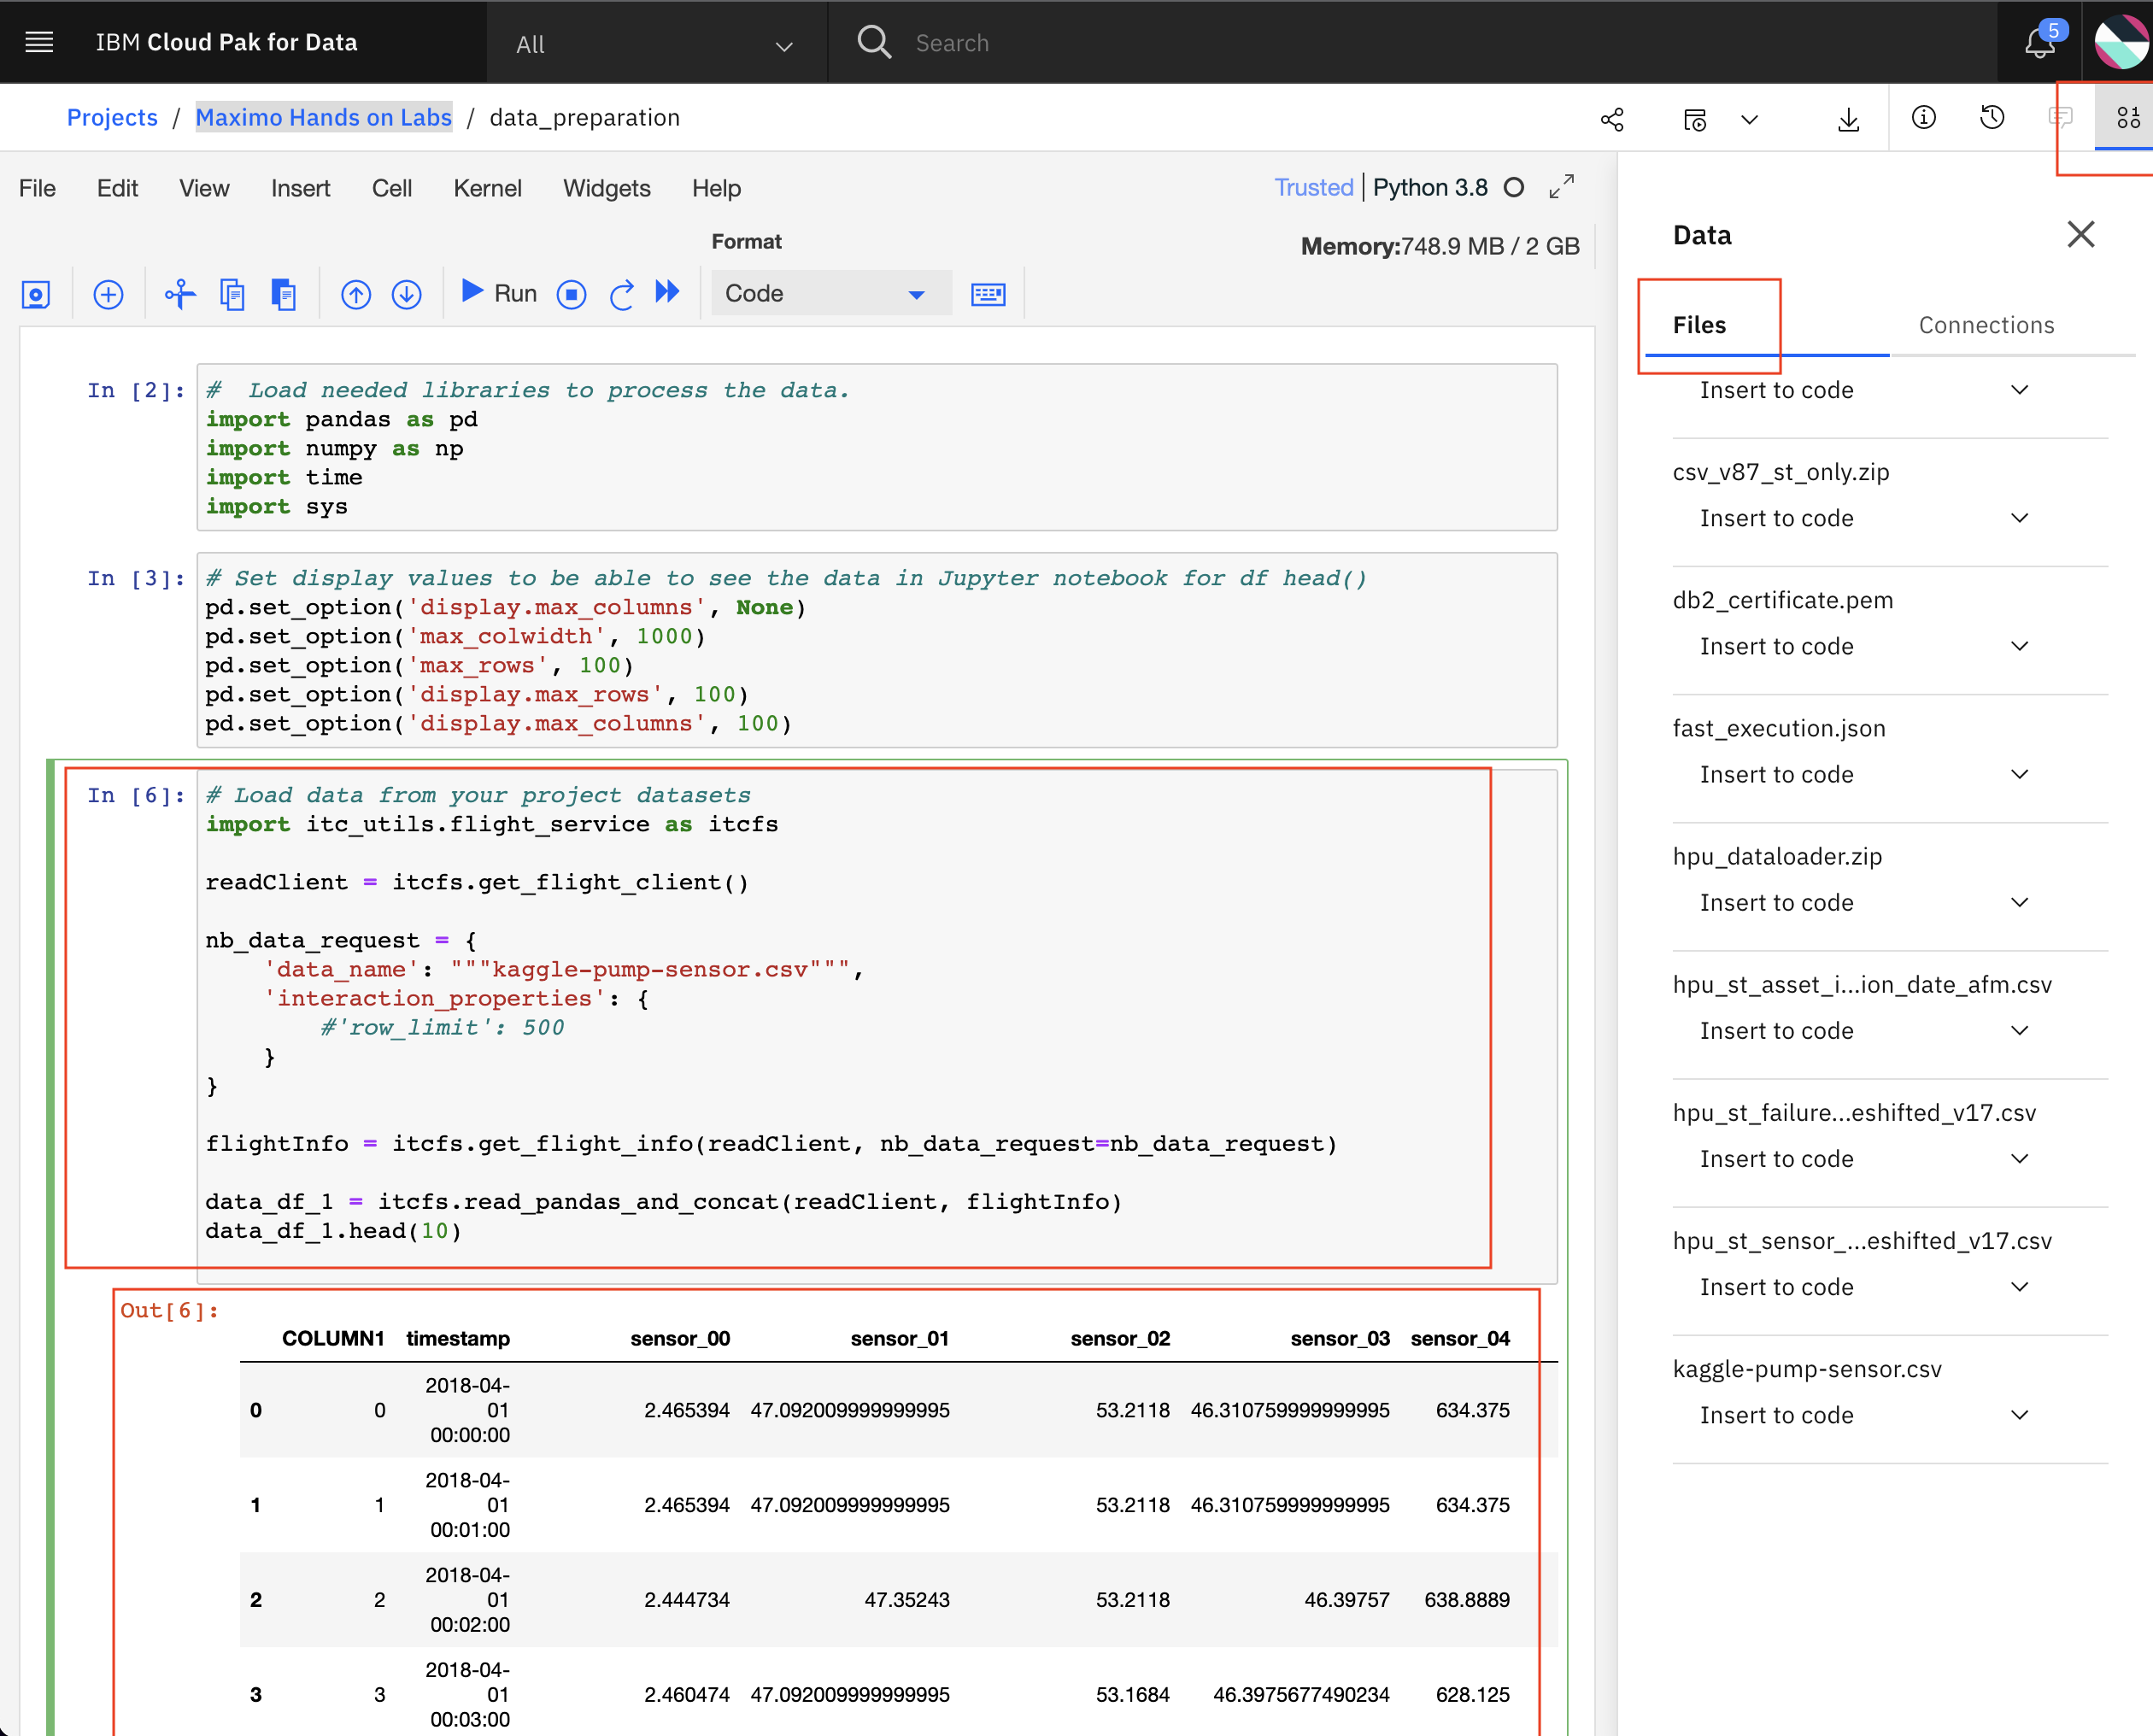 IBM Cloud Pak for Data
All
Search
5
Projects / Maximo Hands on Labs / data_preparation
File Edit View Insert Cell Kernel Widgets Help
Trusted | Python 3.8
Format
Memory:748.9 MB / 2 GB
Run
Code
In [2]:
#  Load needed libraries to process the data.
import pandas as pd
import numpy as np
import time
import sys
In [3]:
# Set display values to be able to see the data in Jupyter notebook for df head()
pd.set_option('display.max_columns', None)
pd.set_option('max_colwidth', 1000)
pd.set_option('max_rows', 100)
pd.set_option('display.max_rows', 100)
pd.set_option('display.max_columns', 100)
In [6]:
# Load data from your project datasets
import itc_utils.flight_service as itcfs
readClient = itcfs.get_flight_client()
nb_data_request = {
    'data_name': """kaggle-pump-sensor.csv""",
    'interaction_properties': {
        #'row_limit': 500
    }
}
flightInfo = itcfs.get_flight_info(readClient, nb_data_request=nb_data_request)
data_df_1 = itcfs.read_pandas_and_concat(readClient, flightInfo)
data_df_1.head(10)
Out[6]:
COLUMN1 timestamp sensor_00 sensor_01 sensor_02 sensor_03 sensor_04
2018-04-
0 0 01 2.465394 47.092009999999995 53.2118 46.310759999999995 634.375
00:00:00
2018-04-
1 1 01 2.465394 47.092009999999995 53.2118 46.310759999999995 634.375
00:01:00
2018-04-
2 2 01 2.444734 47.35243 53.2118 46.39757 638.8889
00:02:00
2018-04-
3 3 01 2.460474 47.092009999999995 53.1684 46.3975677490234 628.125
00:03:00
Data
Files
Connections
Insert to code
csv_v87_st_only.zip
Insert to code
db2_certificate.pem
Insert to code
fast_execution.json
Insert to code
hpu_dataloader.zip
Insert to code
hpu_st_asset_i...ion_date_afm.csv
Insert to code
hpu_st_failure...eshifted_v17.csv
Insert to code
hpu_st_sensor_...eshifted_v17.csv
Insert to code
kaggle-pump-sensor.csv
Insert to code